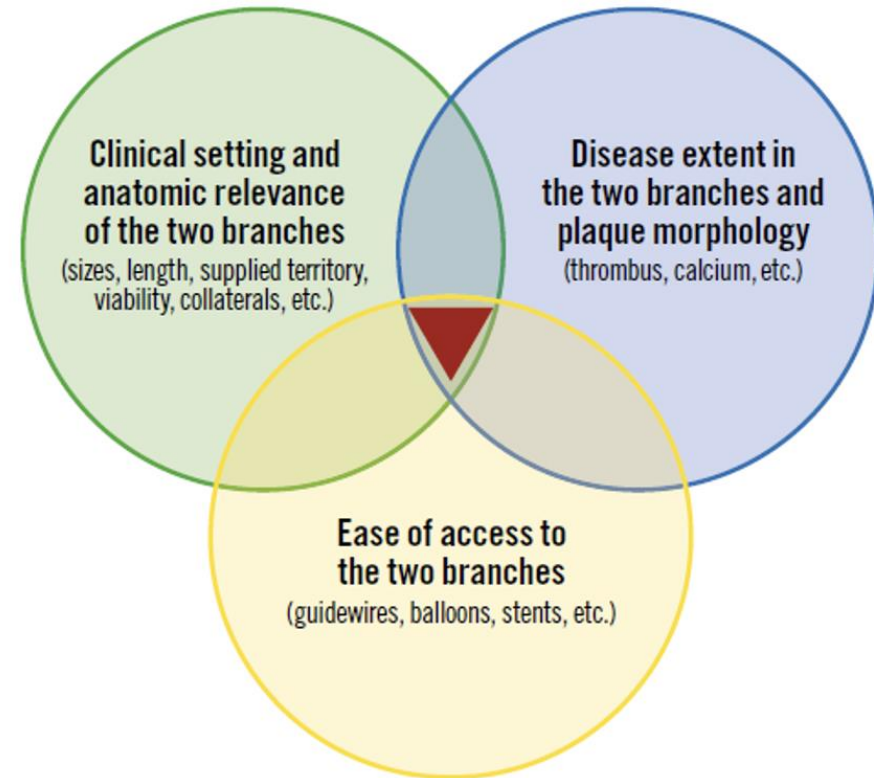 Clinical setting and
anatomic relevance
of the two branches
(sizes, length, supplied territory,
viability, collaterals, etc.)
Disease extent in
the two branches and
plaque morphology
(thrombus, calcium, etc.)
Ease of access to
the two branches
(guidewires, balloons, stents, etc.)